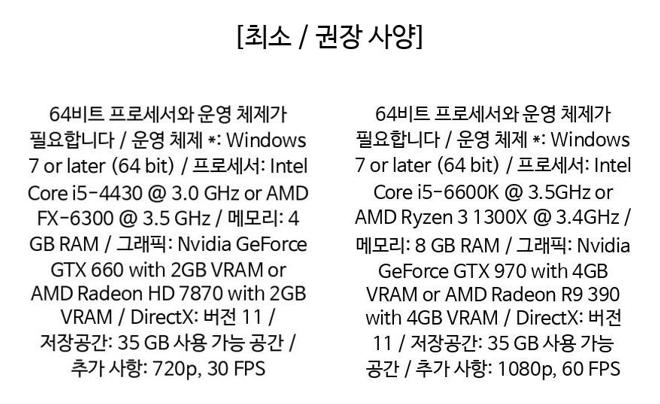 [최소 / 권장 사양]
64비트 프로세서와 운영 체제가
필요합니다 / 운영 체제 *: Windows
7 or later (64 bit) / 프로세서: Intel
Core i5-4430 @ 3.0 GHz or AMD
FX-6300 @ 3.5 GHz / 메모리: 4
GB RAM / 그래픽: Nvidia GeForce
GTX 660 with 2GB VRAM or
AMD Radeon HD 7870 with 2GB
VRAM / DirectX: 버전 11 /
저장공간: 35 GB 사용 가능 공간 /
추가 사항: 720p, 30 FPS
64비트 프로세서와 운영 체제가
필요합니다 / 운영 체제 *: Windows
7 or later (64 bit) / 프로세서: Intel
Core i5-6600K @ 3.5GHz or
AMD Ryzen 3 1300X @ 3.4GHz /
메모리: 8 GB RAM / 그래픽: Nvidia
GeForce GTX 970 with 4GB
VRAM or AMD Radeon R9 390
with 4GB VRAM / DirectX: 버전
11 / 저장공간: 35 GB 사용 가능
공간 / 추가 사항: 1080p, 60 FPS